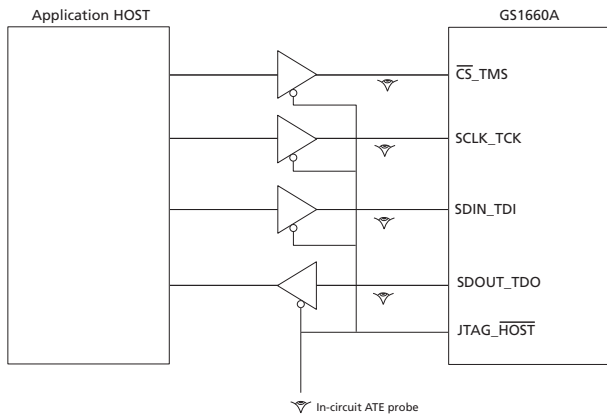 Application HOST
GS1660A
CS_TMS
SCLK_TCK
SDIN_TDI
SDOUT_TDO
JTAG_HOST
In-circuit ATE probe